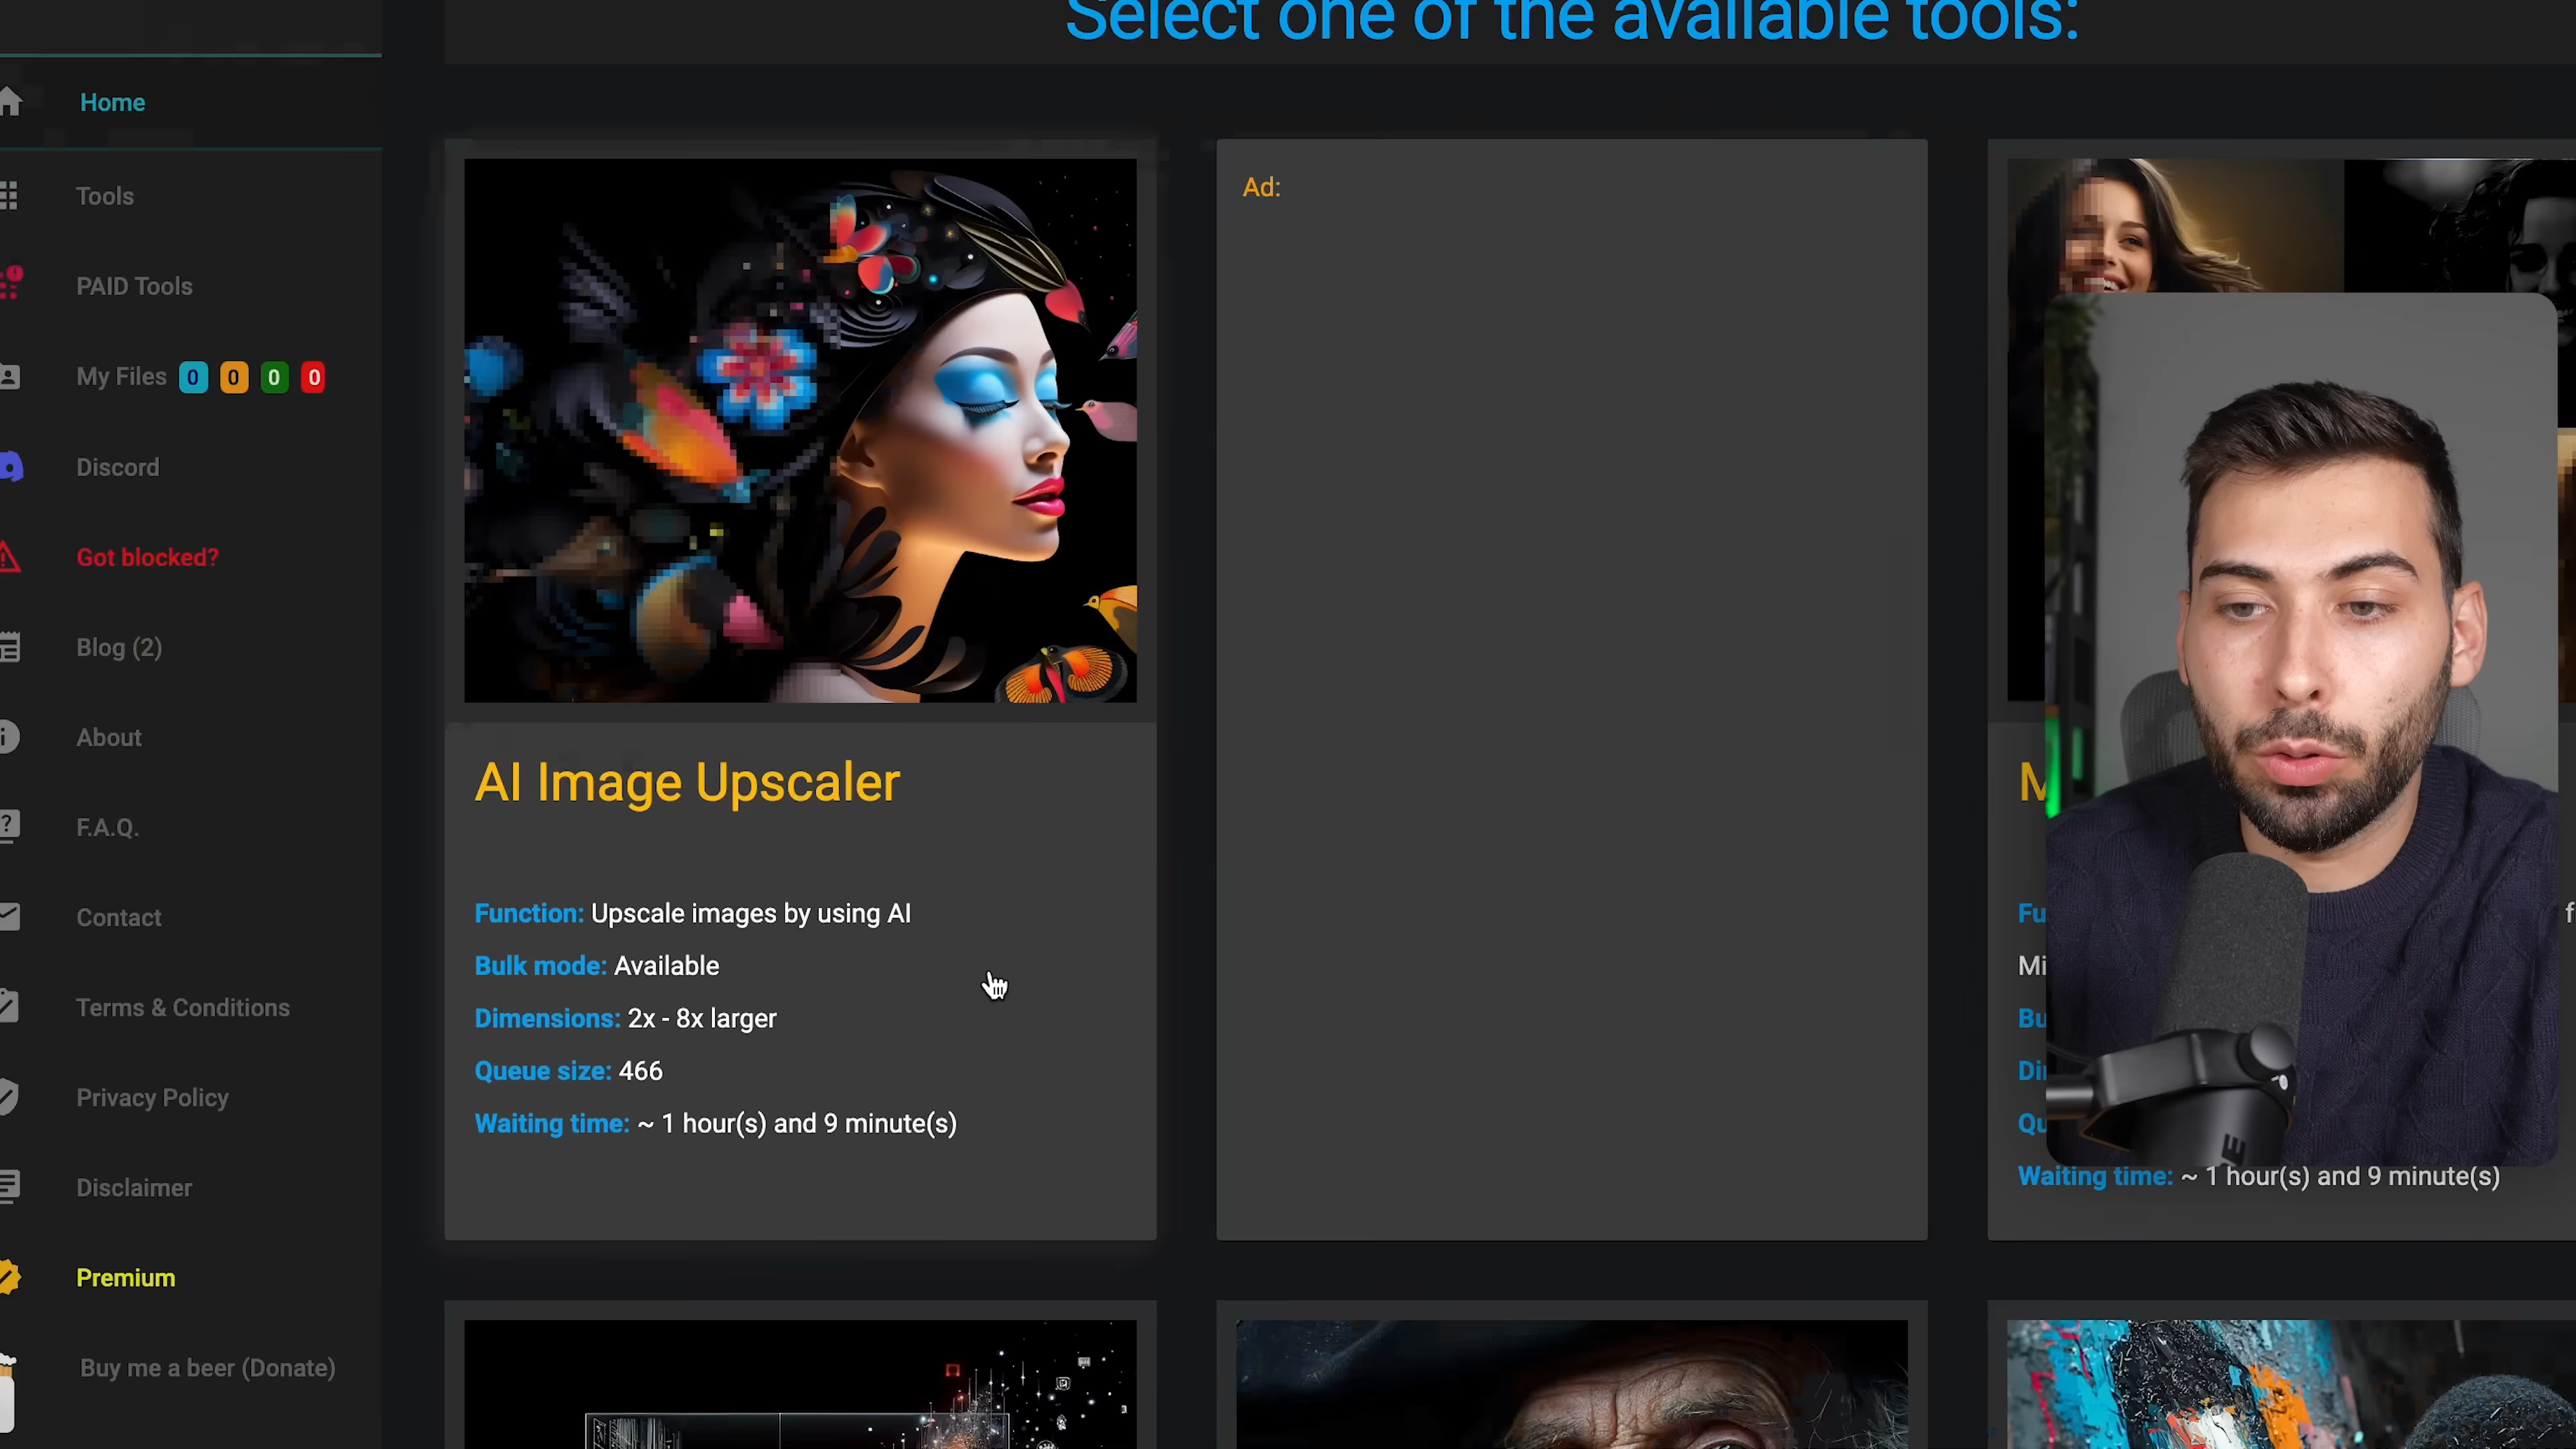 Select one of the available tools:
Home
Tools
PAID Tools
My Files 0 0 0 0
Discord
Got blocked?
Blog (2)
About
F.A.Q.
Contact
Terms & Conditions
Privacy Policy
Disclaimer
Premium
Buy me a beer (Donate)
AI Image Upscaler
Function: Upscale images by using AI
Bulk mode: Available
Dimensions: 2x - 8x larger
Queue size: 466
Waiting time: ~ 1 hour(s) and 9 minute(s)
Ad:
Waiting time: ~ 1 hour(s) and 9 minute(s)